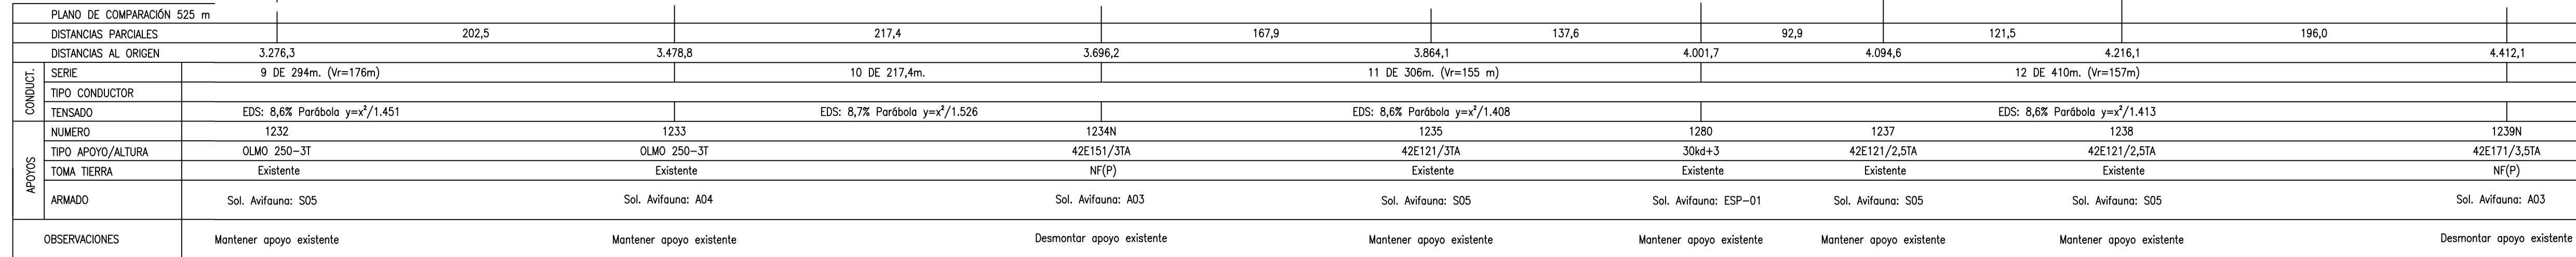 PLANO DE COMPARACIÓN 525 m
DISTANCIAS PARCIALES 202,5 217,4 167,9 137,6 92,9 121,5 196,0
DISTANCIAS AL ORIGEN 3.276,3 3.478,8 3.696,2 3.864,1 4.001,7 4.094,6 4.216,1 4.412,1
CONDUCT.
SERIE 9 DE 294m. (Vr=176m) 10 DE 217,4m. 11 DE 306m. (Vr=155 m) 12 DE 410m. (Vr=157m)
TIPO CONDUCTOR
TENSADO EDS: 8,6% Parábola y=x²/1.451 EDS: 8,7% Parábola y=x²/1.526 EDS: 8,6% Parábola y=x²/1.408 EDS: 8,6% Parábola y=x²/1.413
APOYOS
NUMERO 1232 1233 1234N 1235 1280 1237 1238 1239N
TIPO APOYO/ALTURA OLMO 250-3T OLMO 250-3T 42E151/3TA 42E121/3TA 30kd+3 42E121/2,5TA 42E121/2,5TA 42E171/3,5TA
TOMA TIERRA Existente Existente NF(P) Existente Existente Existente Existente NF(P)
ARMADO Sol. Avifauna: S05 Sol. Avifauna: A04 Sol. Avifauna: A03 Sol. Avifauna: S05 Sol. Avifauna: ESP-01 Sol. Avifauna: S05 Sol. Avifauna: S05 Sol. Avifauna: A03
OBSERVACIONES Mantener apoyo existente Mantener apoyo existente Desmontar apoyo existente Mantener apoyo existente Mantener apoyo existente Mantener apoyo existente Mantener apoyo existente Desmontar apoyo existente